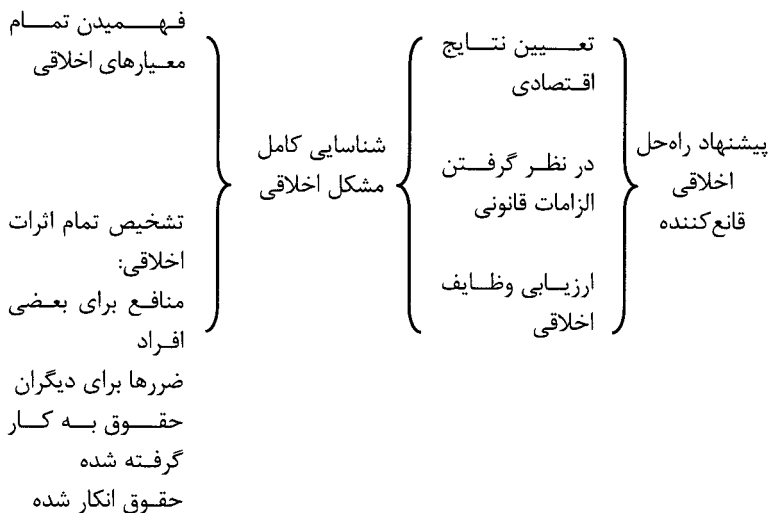 فهمیدن تمام
معیارهای اخلاقی
تشخیص تمام اثرات
اخلاقی:
منافع برای بعضی
افراد
ضررها برای دیگران
حقوق به کار
گرفته شده
حقوق انکار شده
شناسایی کامل
مشکل اخلاقی
تعیین نتایج
اقتصادی
در نظر گرفتن
الزامات قانونی
ارزیابی وظایف
اخلاقی
پیشنهاد راه‌حل
اخلاقی
قانع‌کننده